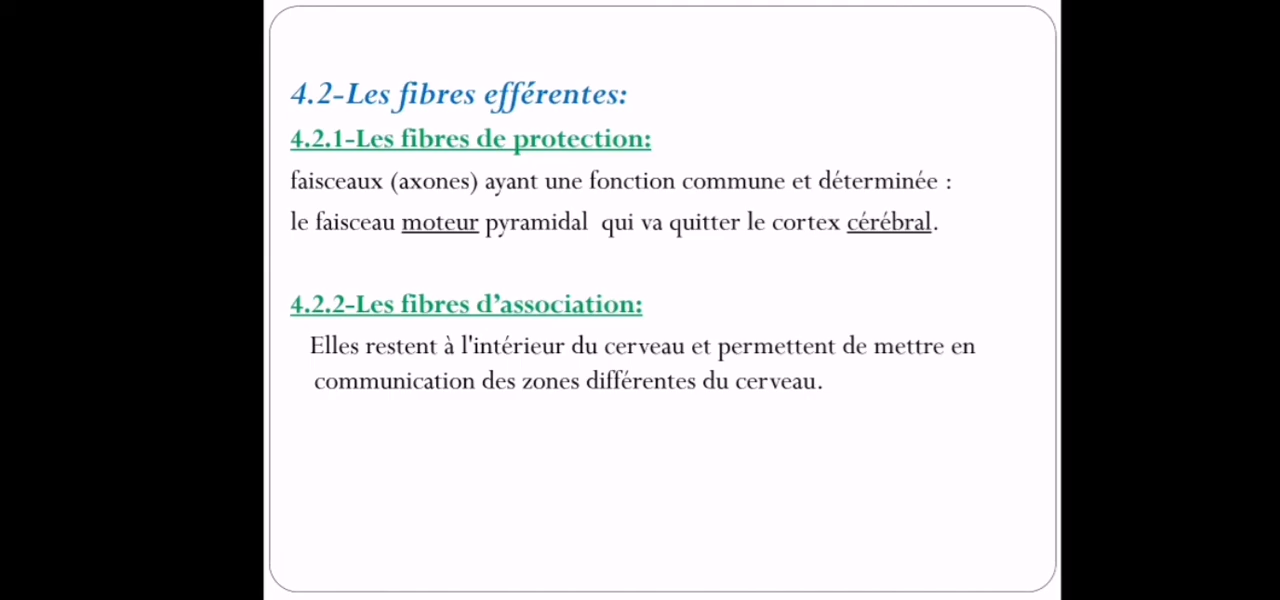 4.2-Les fibres efférentes:
4.2.1-Les fibres de protection:
faisceaux (axones) ayant une fonction commune et déterminée :
le faisceau moteur pyramidal qui va quitter le cortex cérébral.
4.2.2-Les fibres d’association:
Elles restent à l'intérieur du cerveau et permettent de mettre en
communication des zones différentes du cerveau.